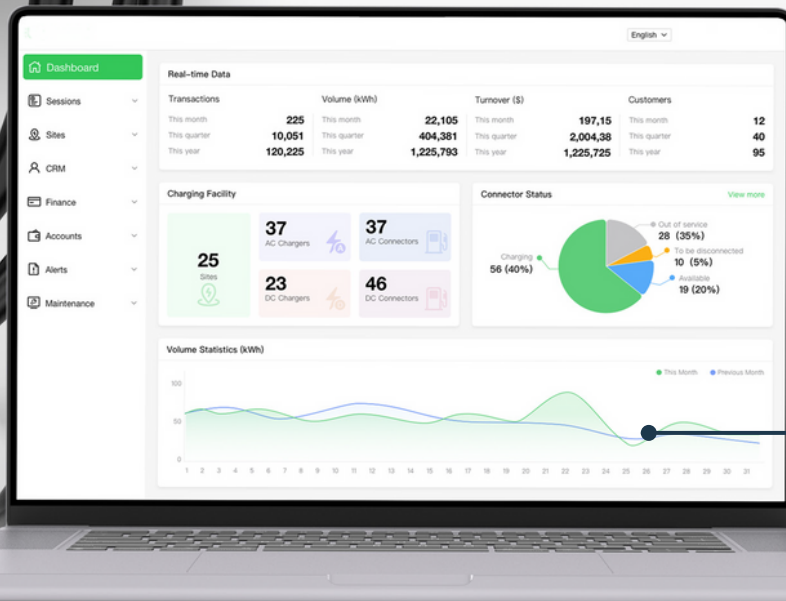 English
Dashboard
Sessions
Sites
CRM
Finance
Accounts
Alerts
Maintenance
Real-time Data
Transactions
This month 225
This quarter 10,051
This year 120,225
Volume (kWh)
This month 22,105
This quarter 404,381
This year 1,225,793
Turnover ($)
This month 197,15
This quarter 2,004,38
This year 1,225,725
Customers
This month 12
This quarter 40
This year 95
Charging Facility
25
Sites
37
AC Chargers
37
AC Connectors
23
DC Chargers
46
DC Connectors
Connector Status
View more
Charging
56 (40%)
Out of service
28 (35%)
To be disconnected
10 (5%)
Available
19 (20%)
Volume Statistics (kWh)
This Month Previous Month
100
50
0
1 2 3 4 5 6 7 8 9 10 11 12 13 14 15 16 17 18 19 20 21 22 23 24 25 26 27 28 29 30 31